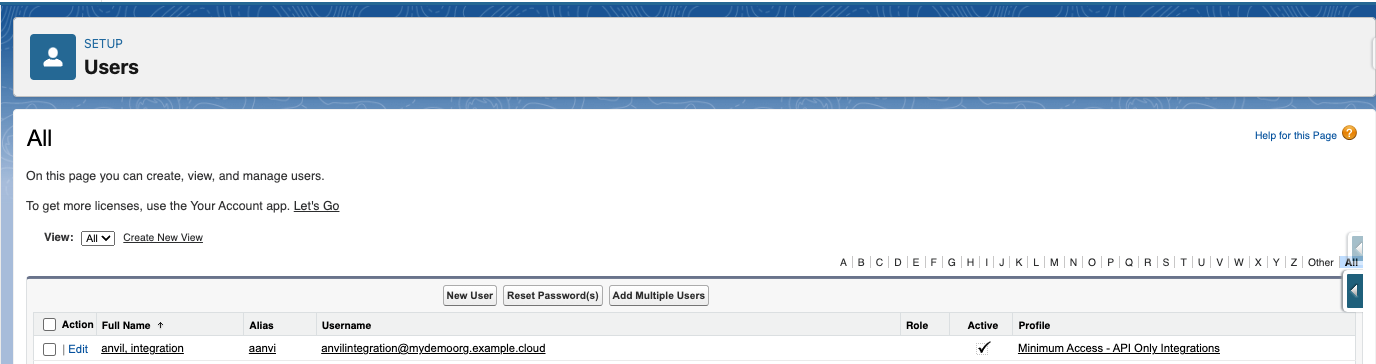 SETUP
Users
All
Help for this Page ?
On this page you can create, view, and manage users.
To get more licenses, use the Your Account app. Let's Go
View: All Create New View
A | B | C | D | E | F | G | H | I | J | K | L | M | N | O | P | Q | R | S | T | U | V | W | X | Y | Z | Other | All
New User Reset Password(s) Add Multiple Users
Action Full Name ↑ Alias Username Role Active Profile
| Edit anvil, integration aanvi anvilintegration@mydemoorg.example.cloud Minimum Access - API Only Integrations